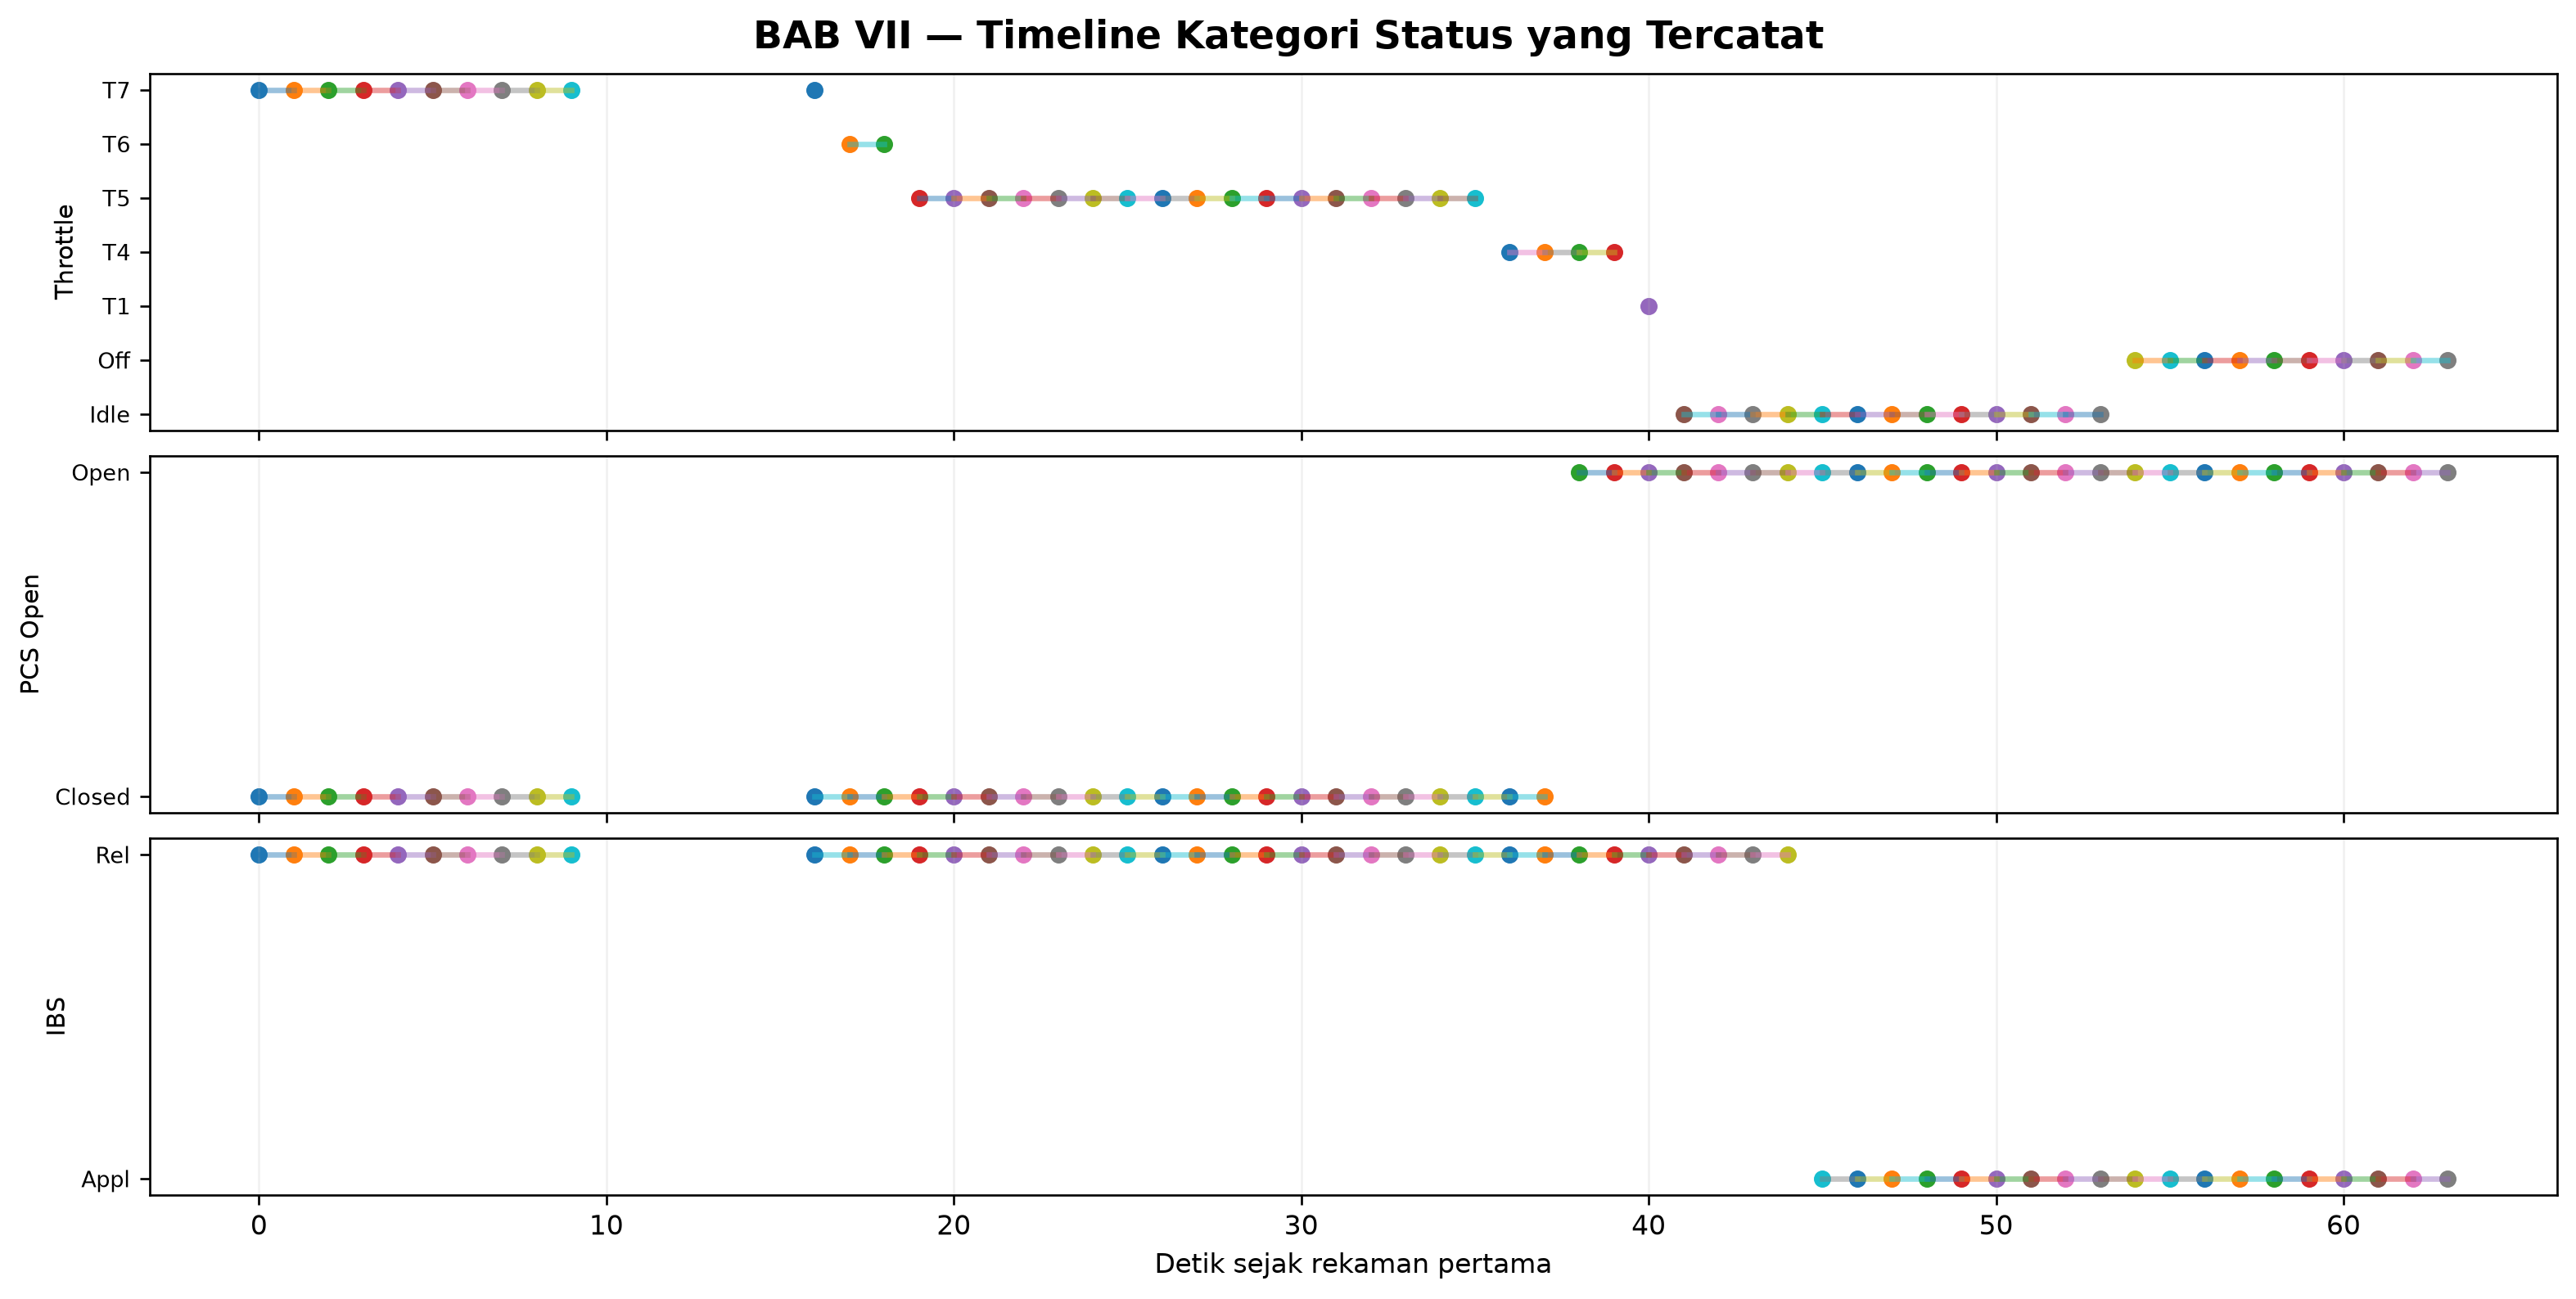 BAB VII — Timeline Kategori Status yang Tercatat
Throttle
T7
T6
T5
T4
T1
Off
Idle
PCS Open
Open
Closed
IBS
Rel
Appl
0 10 20 30 40 50 60
Detik sejak rekaman pertama